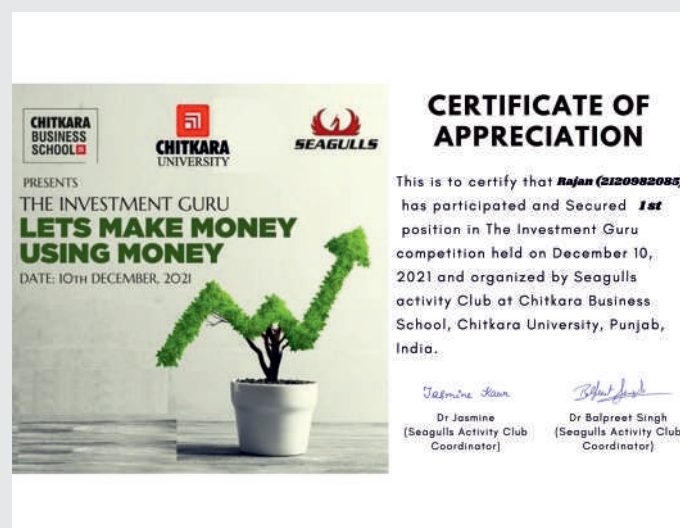 CHITKARA
BUSINESS
SCHOOL
CHITKARA
UNIVERSITY
SEAGULLS
PRESENTS
THE INVESTMENT GURU
LETS MAKE MONEY
USING MONEY
DATE: 10TH DECEMBER, 2021
CERTIFICATE OF
APPRECIATION
This is to certify that Rajan (2120982085)
has participated and Secured 1st
position in The Investment Guru
competition held on December 10,
2021 and organized by Seagulls
activity Club at Chitkara Business
School, Chitkara University, Punjab,
India.
Jasmine Kaur
Balpreet Singh
Dr Jasmine
(Seagulls Activity Club
Coordinator)
Dr Balpreet Singh
(Seagulls Activity Club
Coordinator)